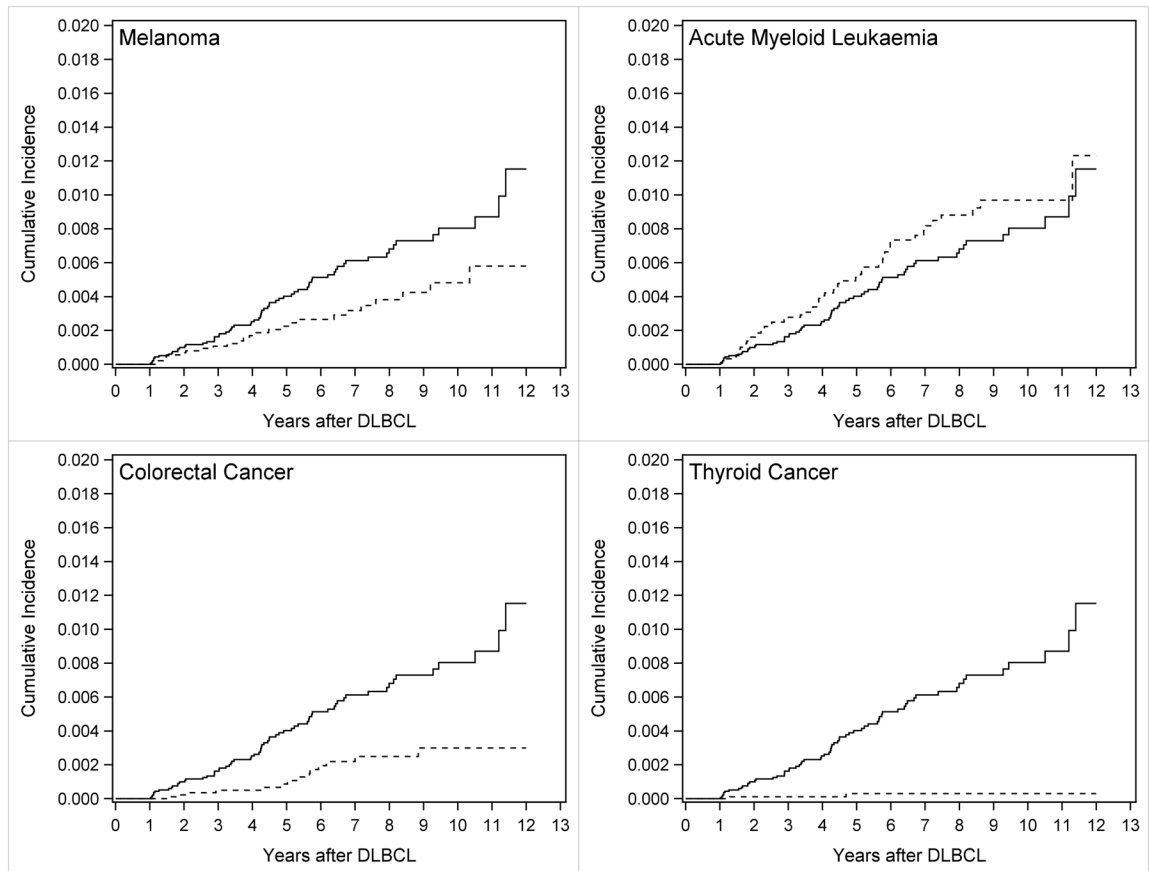 Melanoma
Cumulative Incidence
0.020
0.018
0.016
0.014
0.012
0.010
0.008
0.006
0.004
0.002
0.000
0 1 2 3 4 5 6 7 8 9 10 11 12 13
Years after DLBCL
Acute Myeloid Leukaemia
Cumulative Incidence
0.020
0.018
0.016
0.014
0.012
0.010
0.008
0.006
0.004
0.002
0.000
0 1 2 3 4 5 6 7 8 9 10 11 12 13
Years after DLBCL
Colorectal Cancer
Cumulative Incidence
0.020
0.018
0.016
0.014
0.012
0.010
0.008
0.006
0.004
0.002
0.000
0 1 2 3 4 5 6 7 8 9 10 11 12 13
Years after DLBCL
Thyroid Cancer
Cumulative Incidence
0.020
0.018
0.016
0.014
0.012
0.010
0.008
0.006
0.004
0.002
0.000
0 1 2 3 4 5 6 7 8 9 10 11 12 13
Years after DLBCL